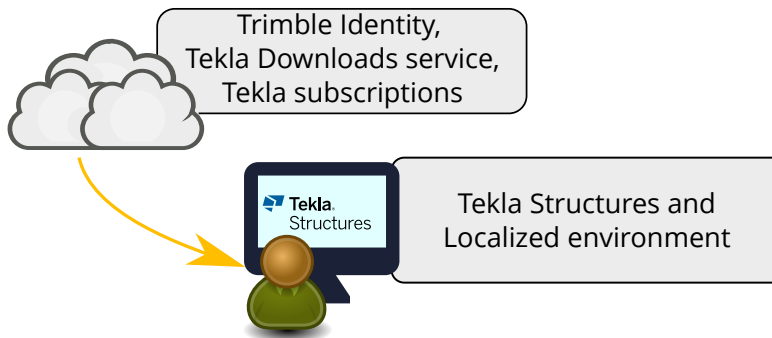 Trimble Identity,
Tekla Downloads service,
Tekla subscriptions
Tekla.
Structures
Tekla Structures and
Localized environment